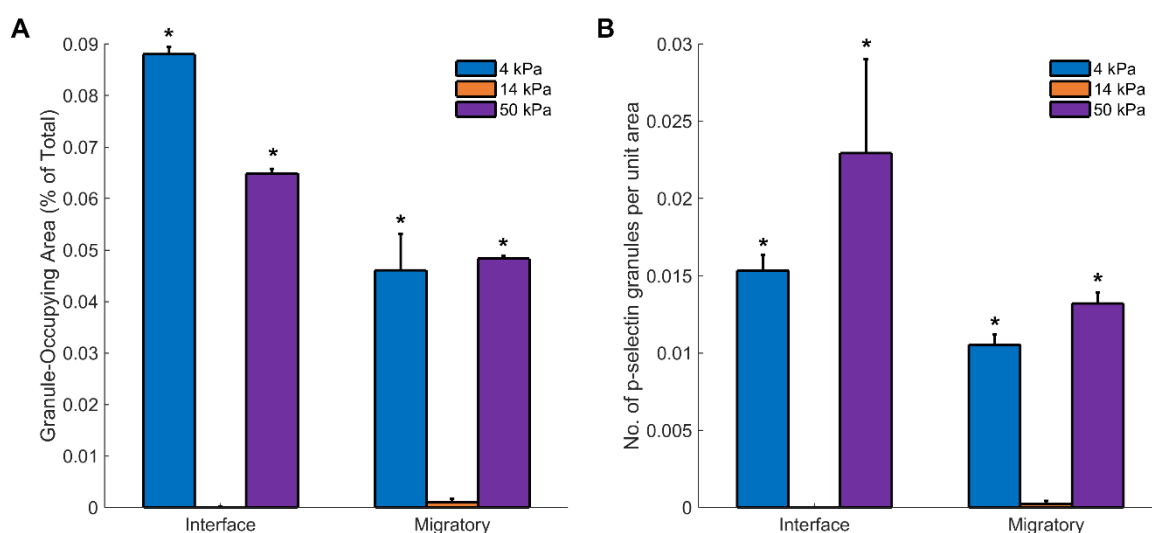 A
Granule-Occupying Area (% of Total)
0.09
0.08
0.07
0.06
0.05
0.04
0.03
0.02
0.01
0
*
*
*
*
4 kPa
14 kPa
50 kPa
Interface
Migratory
B
No. of p-selectin granules per unit area
0.03
0.025
0.02
0.015
0.01
0.005
0
*
*
*
*
4 kPa
14 kPa
50 kPa
Interface
Migratory